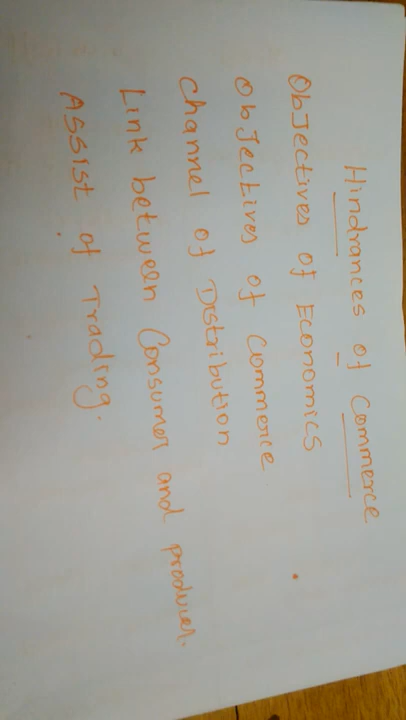 Hindrances of Commerce
Objectives of Economics
Objectives of Commerce
Channel of Distribution
Link between Consumer and producer.
Assist of Trading.